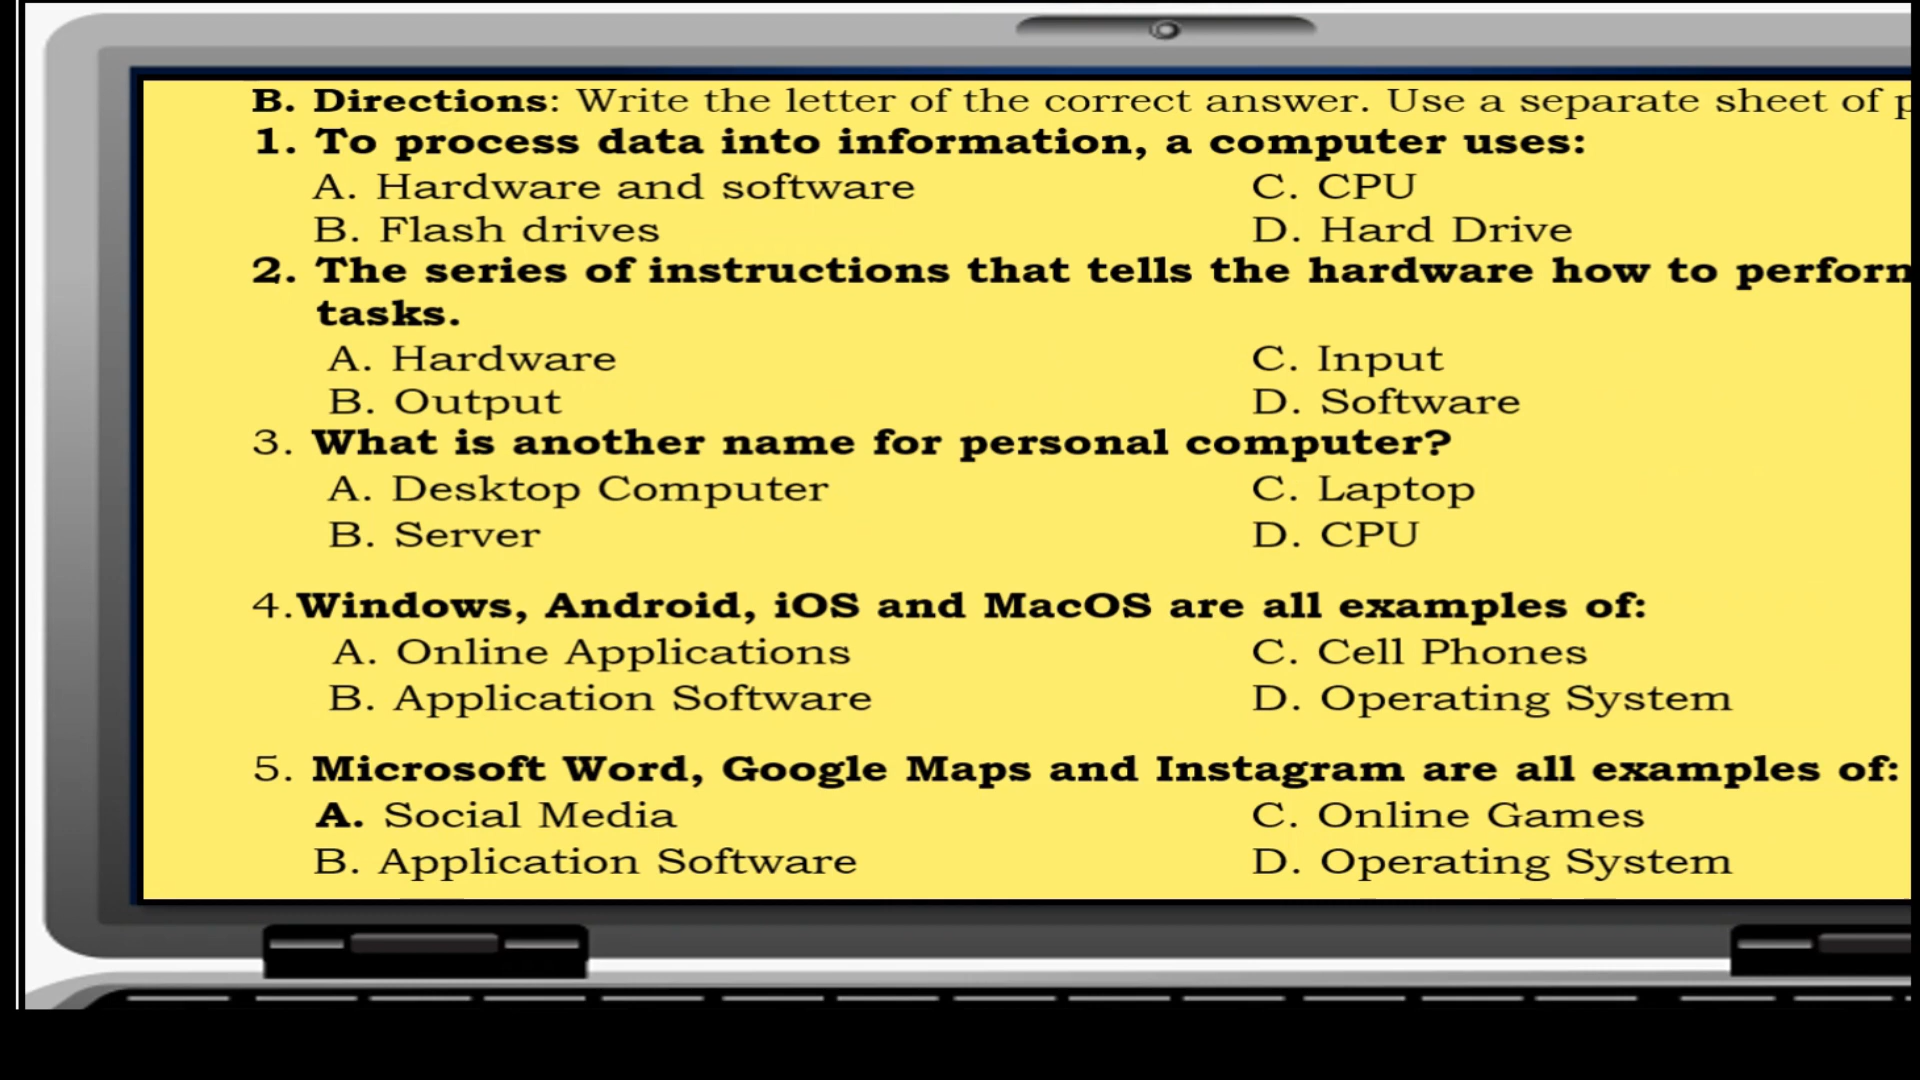 B. Directions: Write the letter of the correct answer. Use a separate sheet of
1. To process data into information, a computer uses:
A. Hardware and software C. CPU
B. Flash drives D. Hard Drive
2. The series of instructions that tells the hardware how to perform
tasks.
A. Hardware C. Input
B. Output D. Software
3. What is another name for personal computer?
A. Desktop Computer C. Laptop
B. Server D. CPU
4.Windows, Android, iOS and MacOS are all examples of:
A. Online Applications C. Cell Phones
B. Application Software D. Operating System
5. Microsoft Word, Google Maps and Instagram are all examples of:
A. Social Media C. Online Games
B. Application Software D. Operating System